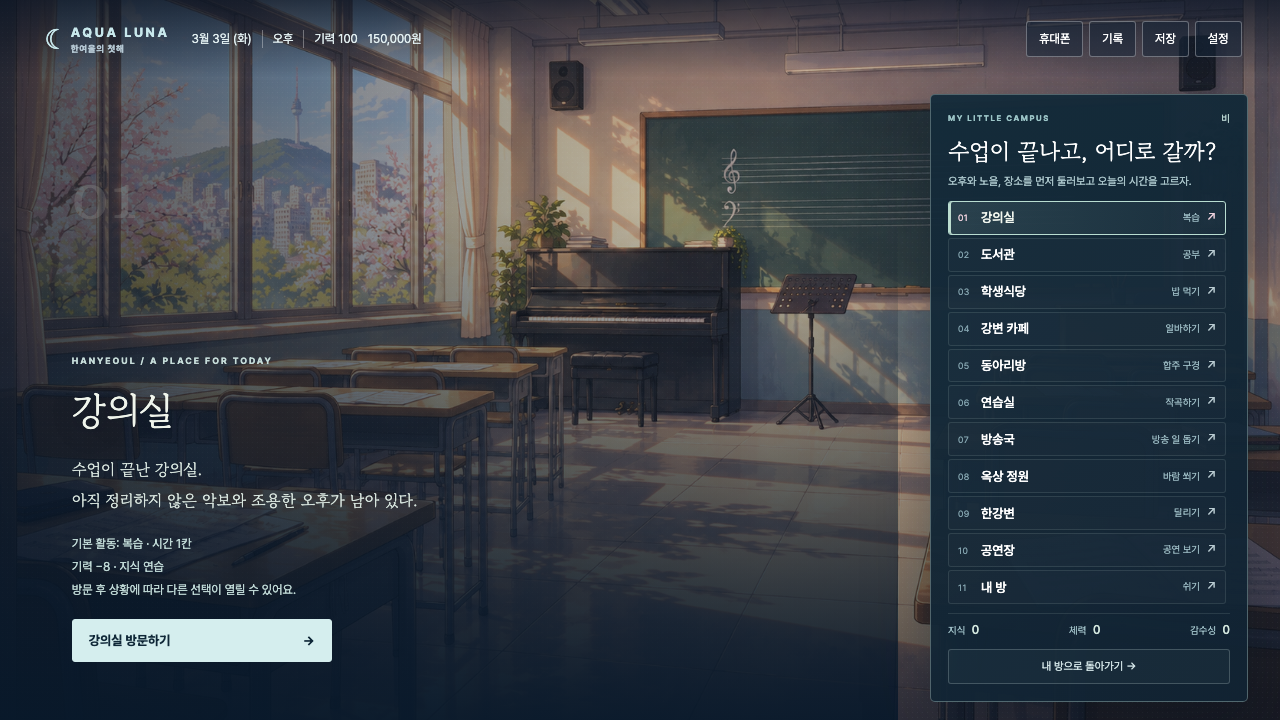 AQUA LUNA
한여울의 첫해
3월 3일 (화) 오후 기력 100 150,000원
휴대폰 기록 저장 설정
01
HANYEOUL / A PLACE FOR TODAY
강의실
수업이 끝난 강의실.
아직 정리하지 않은 악보와 조용한 오후가 남아 있다.
기본 활동: 복습 · 시간 1칸
기력 −8 · 지식 연습
방문 후 상황에 따라 다른 선택이 열릴 수 있어요.
강의실 방문하기 →
MY LITTLE CAMPUS 비
수업이 끝나고, 어디로 갈까?
오후와 노을, 장소를 먼저 둘러보고 오늘의 시간을 고르자.
01 강의실 복습 ↗
02 도서관 공부 ↗
03 학생식당 밥 먹기 ↗
04 강변 카페 알바하기 ↗
05 동아리방 합주 구경 ↗
06 연습실 작곡하기 ↗
07 방송국 방송 일 돕기 ↗
08 옥상 정원 바람 쐬기 ↗
09 한강변 달리기 ↗
10 공연장 공연 보기 ↗
11 내 방 쉬기 ↗
지식 0 체력 0 감수성 0
내 방으로 돌아가기 →